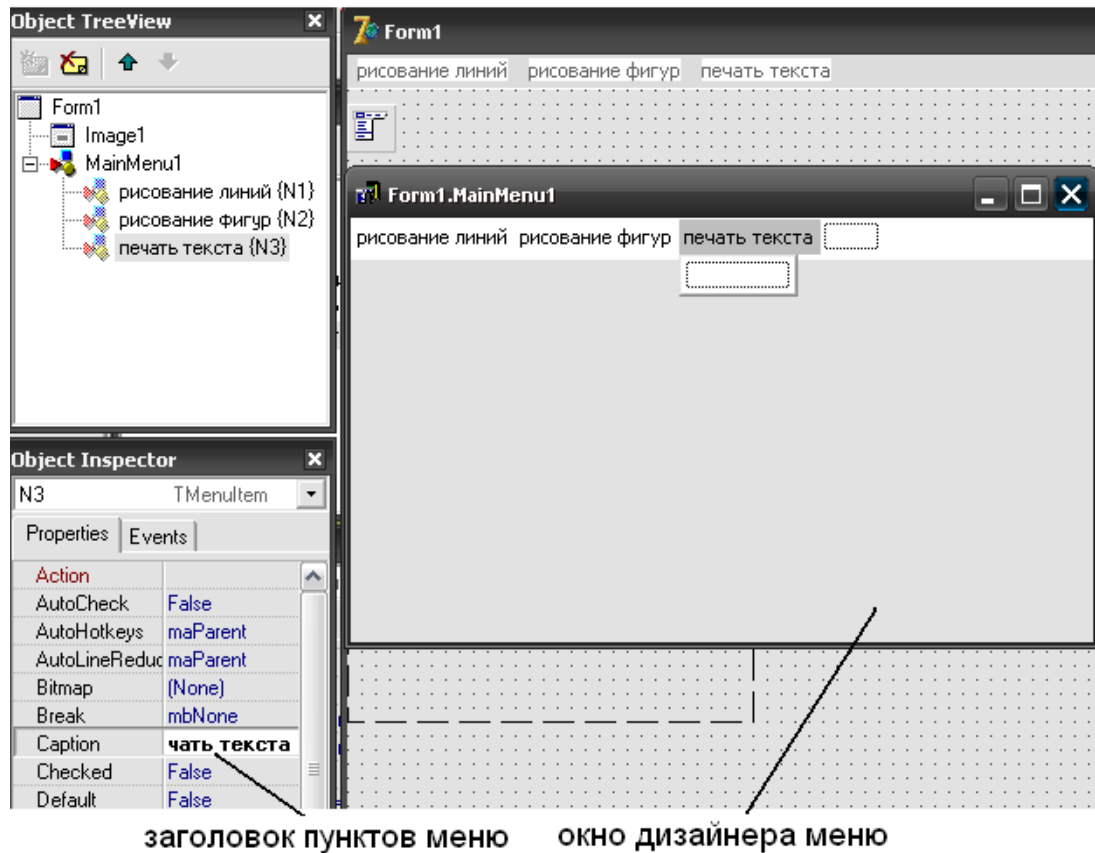 Object TreeView
Form1
Image1
MainMenu1
рисование линий {N1}
рисование фигур {N2}
печать текста {N3}
Object Inspector
N3 TMenuItem
Properties Events
Action
AutoCheck False
AutoHotkeys maParent
AutoLineReduc maParent
Bitmap (None)
Break mbNone
Caption чать текста
Checked False
Default False
Form1
рисование линий рисование фигур печать текста
Form1.MainMenu1
рисование линий рисование фигур печать текста
заголовок пунктов меню окно дизайнера меню